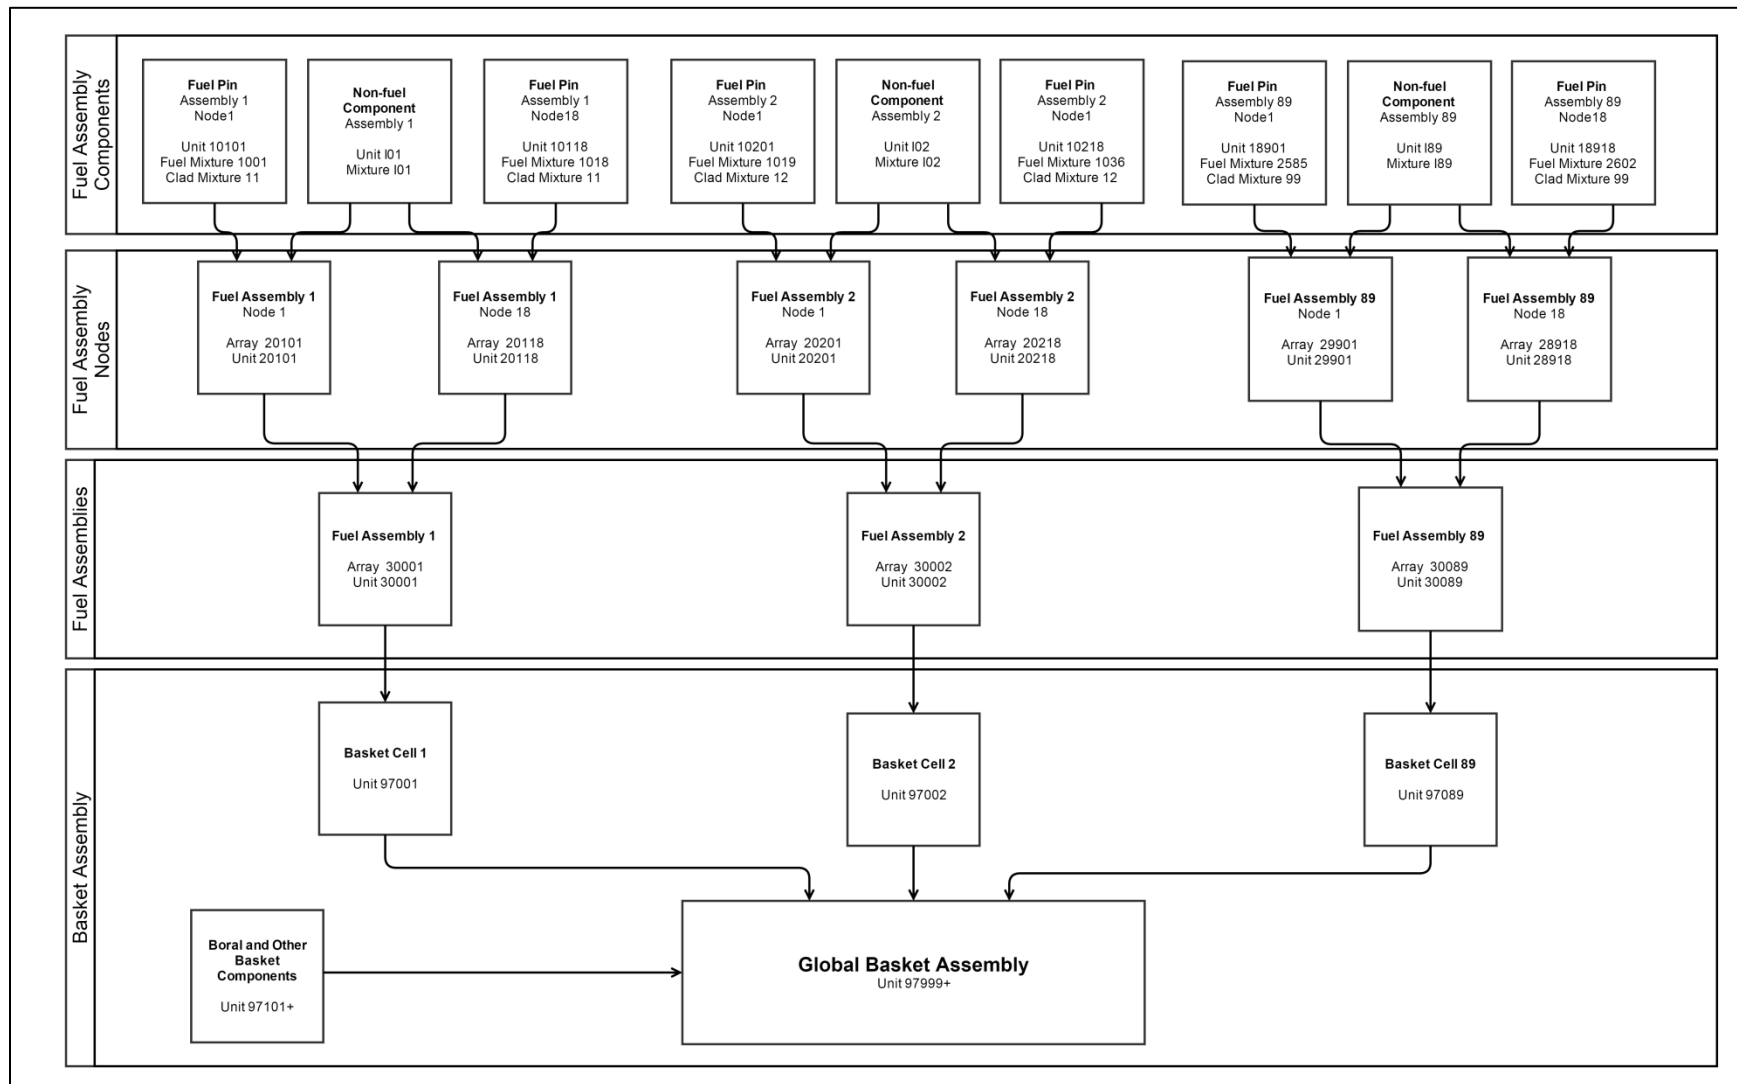 Fuel Assembly
Components
Fuel Pin
Assembly 1
Node1
Unit 10101
Fuel Mixture 1001
Clad Mixture 11
Non-fuel
Component
Assembly 1
Unit I01
Mixture I01
Fuel Pin
Assembly 1
Node18
Unit 10118
Fuel Mixture 1018
Clad Mixture 11
Fuel Pin
Assembly 2
Node1
Unit 10201
Fuel Mixture 1019
Clad Mixture 12
Non-fuel
Component
Assembly 2
Unit I02
Mixture I02
Fuel Pin
Assembly 2
Node1
Unit 10218
Fuel Mixture 1036
Clad Mixture 12
Fuel Pin
Assembly 89
Node1
Unit 18901
Fuel Mixture 2585
Clad Mixture 99
Non-fuel
Component
Assembly 89
Unit I89
Mixture I89
Fuel Pin
Assembly 89
Node18
Unit 18918
Fuel Mixture 2602
Clad Mixture 99
Fuel Assembly
Nodes
Fuel Assembly 1
Node 1
Array 20101
Unit 20101
Fuel Assembly 1
Node 18
Array 20118
Unit 20118
Fuel Assembly 2
Node 1
Array 20201
Unit 20201
Fuel Assembly 2
Node 18
Array 20218
Unit 20218
Fuel Assembly 89
Node 1
Array 29901
Unit 29901
Fuel Assembly 89
Node 18
Array 28918
Unit 28918
Fuel Assemblies
Fuel Assembly 1
Array 30001
Unit 30001
Fuel Assembly 2
Array 30002
Unit 30002
Fuel Assembly 89
Array 30089
Unit 30089
Basket Assembly
Basket Cell 1
Unit 97001
Basket Cell 2
Unit 97002
Basket Cell 89
Unit 97089
Boral and Other
Basket
Components
Unit 97101+
Global Basket Assembly
Unit 97999+